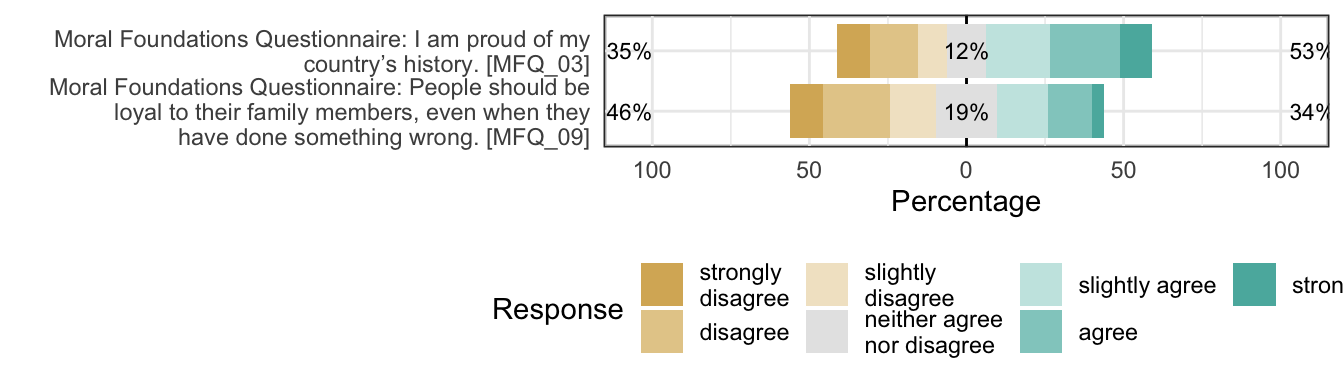 Moral Foundations Questionnaire: I am proud of my
country’s history. [MFQ_03]
35%
12%
53%
Moral Foundations Questionnaire: People should be
loyal to their family members, even when they
have done something wrong. [MFQ_09]
46%
19%
34%
100 50 0 50 100
Percentage
Response
strongly
disagree
disagree
slightly
disagree
neither agree
nor disagree
slightly agree
agree
stron